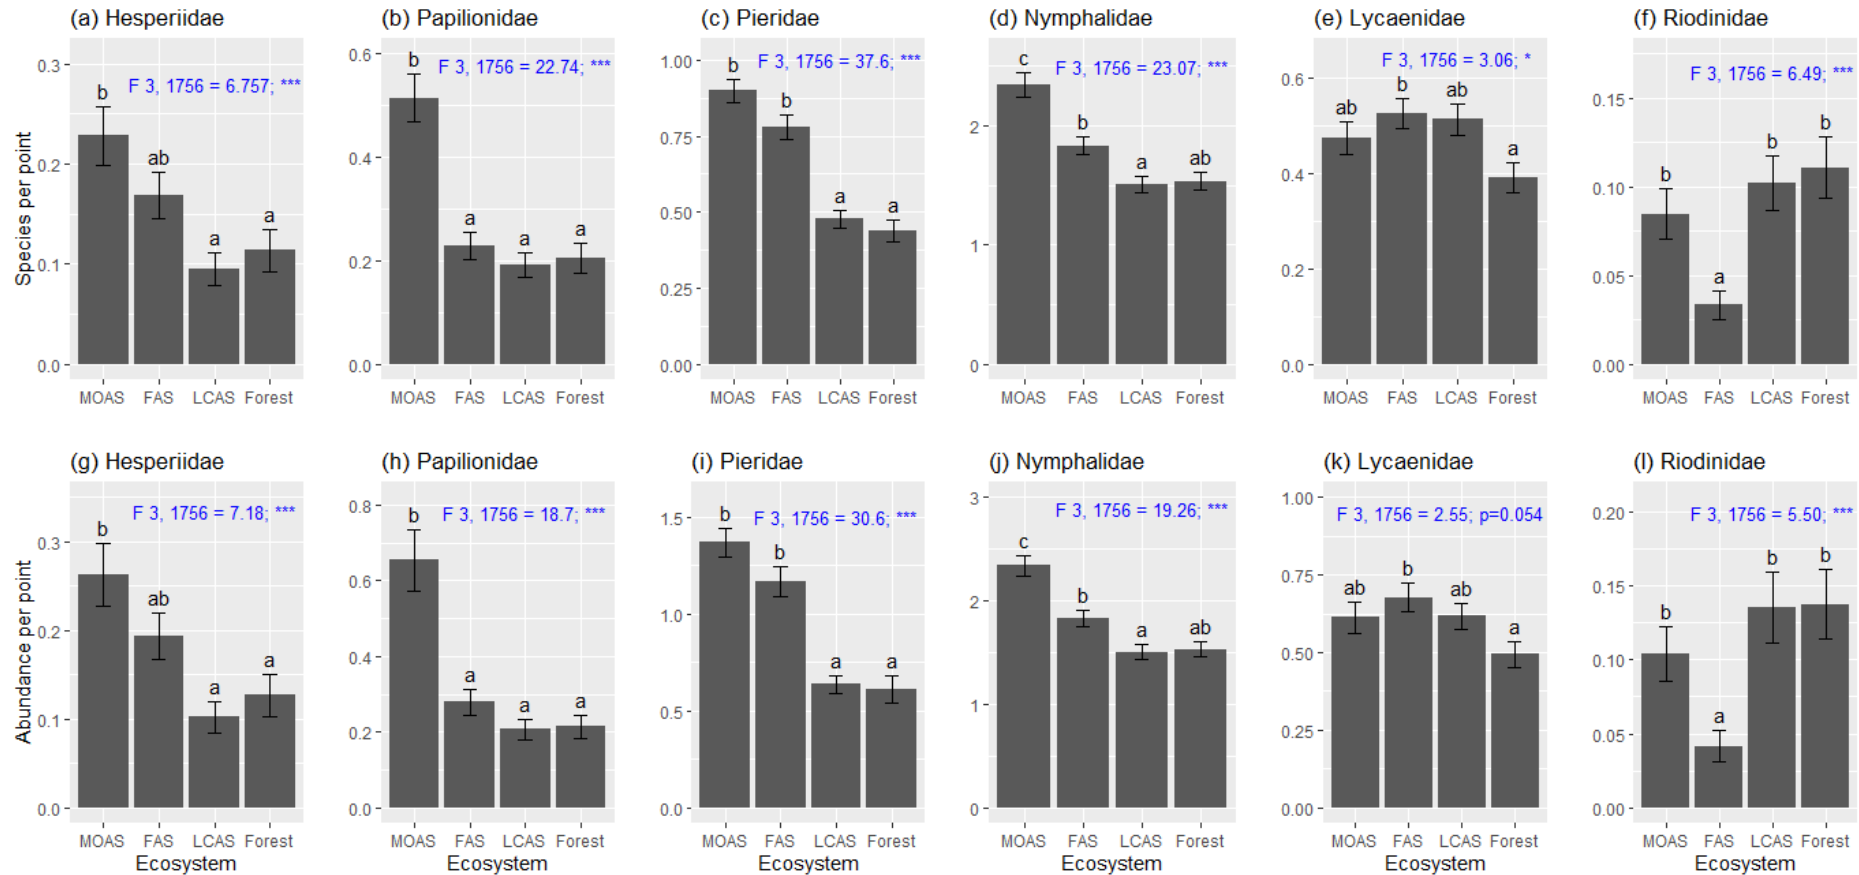 (a) Hesperiidae
F 3, 1756 = 6.757; ***
b
ab
a
a
0.3
0.2
0.1
0.0
Species per point
MOAS FAS LCAS Forest
(b) Papilionidae
F 3, 1756 = 22.74; ***
b
a
a
a
0.6
0.4
0.2
0.0
MOAS FAS LCAS Forest
(c) Pieridae
F 3, 1756 = 37.6; ***
b
b
a
a
1.00
0.75
0.50
0.25
0.00
MOAS FAS LCAS Forest
(d) Nymphalidae
F 3, 1756 = 23.07; ***
c
b
a
ab
2
1
0
MOAS FAS LCAS Forest
(e) Lycaenidae
F 3, 1756 = 3.06; *
ab
b
ab
a
0.6
0.4
0.2
0.0
MOAS FAS LCAS Forest
(f) Riodinidae
F 3, 1756 = 6.49; ***
b
a
b
b
0.15
0.10
0.05
0.00
MOAS FAS LCAS Forest
(g) Hesperiidae
F 3, 1756 = 7.18; ***
b
ab
a
a
0.3
0.2
0.1
0.0
Abundance per point
MOAS FAS LCAS Forest
Ecosystem
(h) Papilionidae
F 3, 1756 = 18.7; ***
b
a
a
a
0.8
0.6
0.4
0.2
0.0
MOAS FAS LCAS Forest
Ecosystem
(i) Pieridae
F 3, 1756 = 30.6; ***
b
b
a
a
1.5
1.0
0.5
0.0
MOAS FAS LCAS Forest
Ecosystem
(j) Nymphalidae
F 3, 1756 = 19.26; ***
c
b
a
ab
3
2
1
0
MOAS FAS LCAS Forest
Ecosystem
(k) Lycaenidae
F 3, 1756 = 2.55; p=0.054
ab
b
ab
a
1.00
0.75
0.50
0.25
0.00
MOAS FAS LCAS Forest
Ecosystem
(l) Riodinidae
F 3, 1756 = 5.50; ***
b
a
b
b
0.20
0.15
0.10
0.05
0.00
MOAS FAS LCAS Forest
Ecosystem